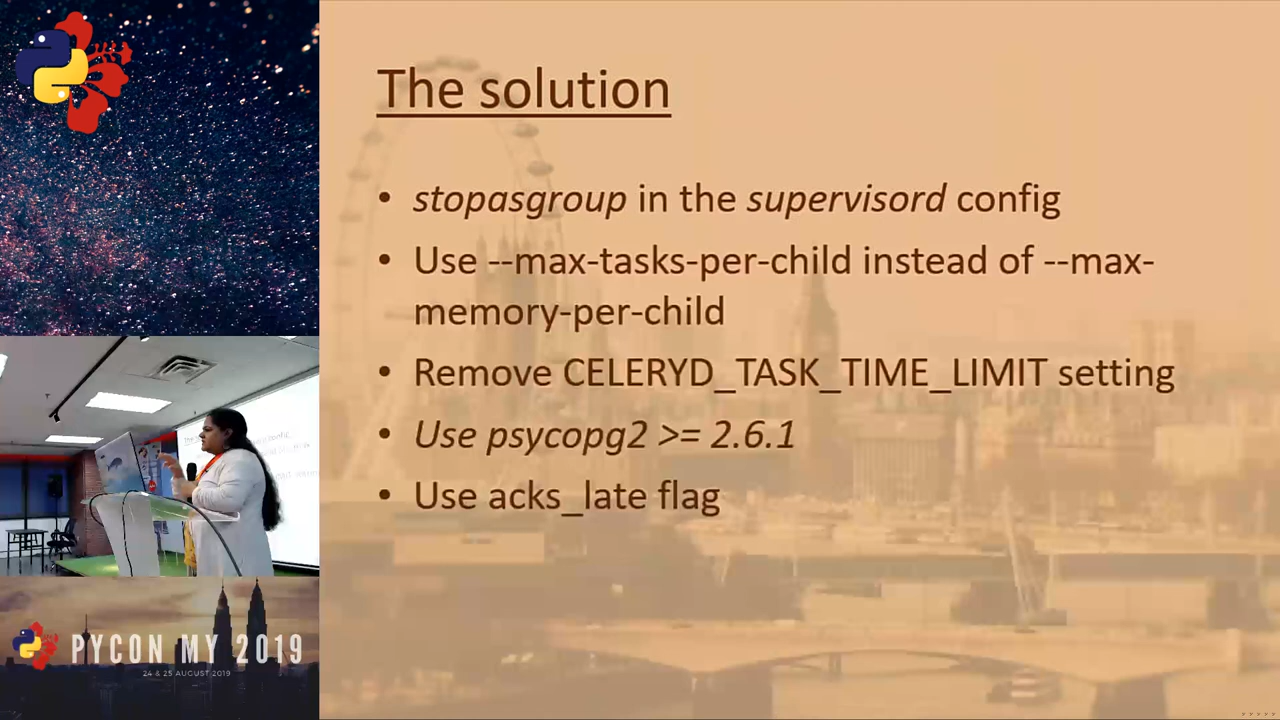 The solution
• stopasgroup in the supervisord config
• Use --max-tasks-per-child instead of --max-
memory-per-child
• Remove CELERYD_TASK_TIME_LIMIT setting
• Use psycopg2 >= 2.6.1
• Use acks_late flag
PYCON MY 2019
24 & 25 AUGUST 2019